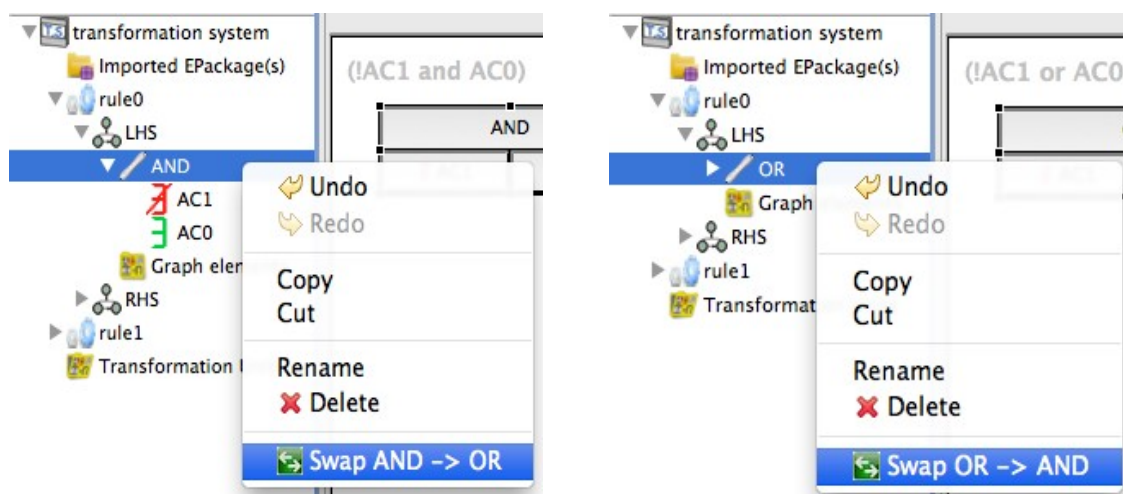 transformation system
Imported EPackage(s)
rule0
LHS
AND
AC1
AC0
Graph
RHS
rule1
Transformation
(!AC1 and AC0)
AND
Undo
Redo
Copy
Cut
Rename
Delete
Swap AND -> OR
transformation system
Imported EPackage(s)
rule0
LHS
OR
Graph
RHS
rule1
(!AC1 or AC0
Undo
Redo
Copy
Cut
Rename
Delete
Swap OR -> AND